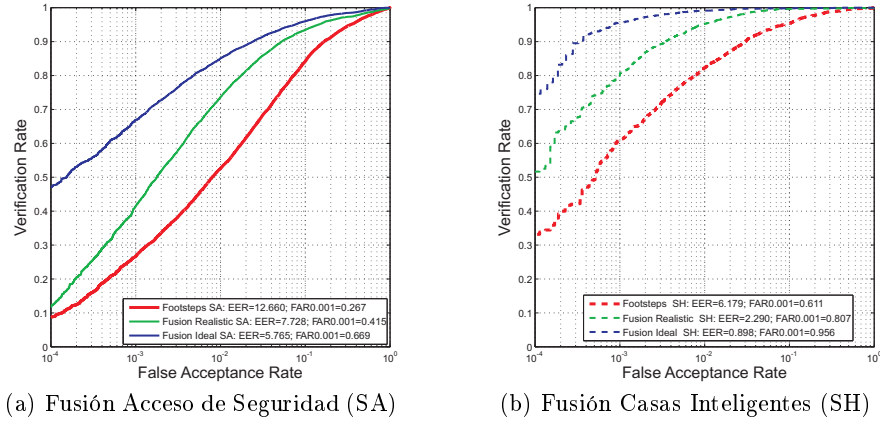 1
0.9
0.8
0.7
0.6
0.5
0.4
0.3
0.2
0.1
0
Verification Rate
Footsteps SA: EER=12.660; FAR0.001=0.267
Fusion Realistic SA: EER=7.728; FAR0.001=0.415
Fusion Ideal SA: EER=5.765; FAR0.001=0.669
10^-4 10^-3 10^-2 10^-1 10^0
False Acceptance Rate
(a) Fusión Acceso de Seguridad (SA)
1
0.9
0.8
0.7
0.6
0.5
0.4
0.3
0.2
0.1
0
Verification Rate
Footsteps SH: EER=6.179; FAR0.001=0.611
Fusion Realistic SH: EER=2.290; FAR0.001=0.807
Fusion Ideal SH: EER=0.898; FAR0.001=0.956
10^-4 10^-3 10^-2 10^-1 10^0
False Acceptance Rate
(b) Fusión Casas Inteligentes (SH)